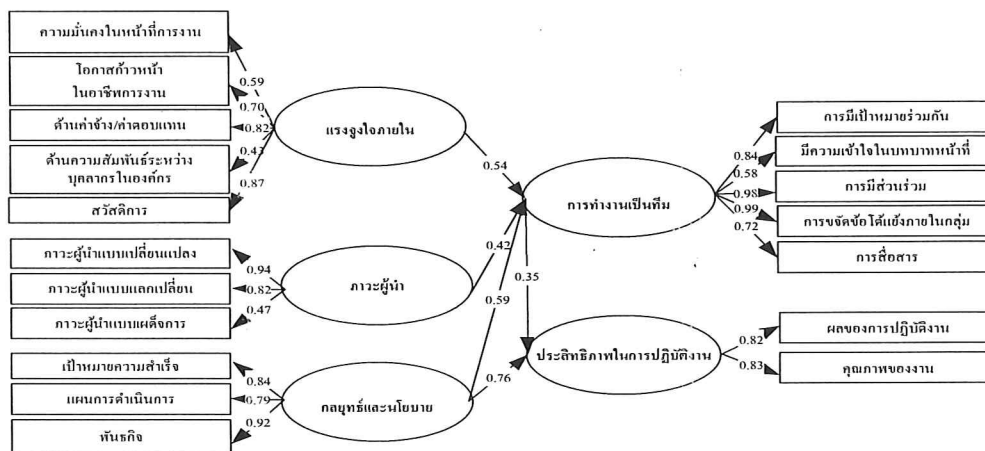 ความมั่นคงในหน้าที่การงาน
โอกาสก้าวหน้า
ในอาชีพการงาน
ด้านค่าจ้าง/ค่าตอบแทน
ด้านความสัมพันธ์ระหว่าง
บุคลากรในองค์กร
สวัสดิการ
0.59
0.70
0.82
0.43
0.87
แรงจูงใจภายใน
ภาวะผู้นำแบบเปลี่ยนแปลง
ภาวะผู้นำแบบแลกเปลี่ยน
ภาวะผู้นำแบบเผด็จการ
0.94
0.82
0.47
ภาวะผู้นำ
เป้าหมายความสำเร็จ
แผนการดำเนินการ
พันธกิจ
0.84
0.79
0.92
กลยุทธ์และนโยบาย
0.54
0.42
0.59
0.76
0.35
การทำงานเป็นทีม
0.84
0.58
0.98
0.99
0.72
การมีเป้าหมายร่วมกัน
มีความเข้าใจในบทบาทหน้าที่
การมีส่วนร่วม
การขจัดข้อโต้แย้งภายในกลุ่ม
การสื่อสาร
ประสิทธิภาพในการปฏิบัติงาน
0.82
0.83
ผลของการปฏิบัติงาน
คุณภาพของงาน